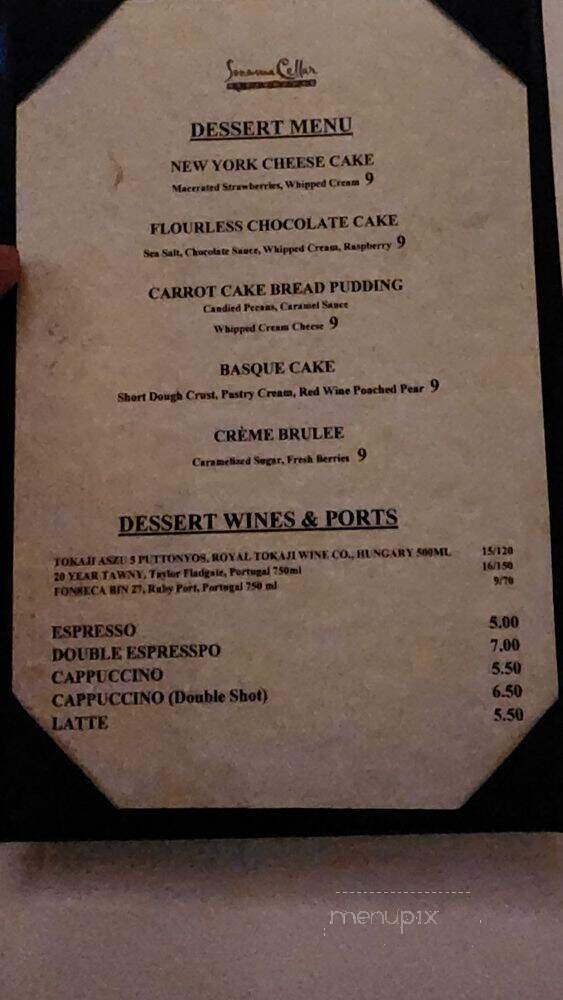 Sonoma Cellar
DESSERT MENU
NEW YORK CHEESE CAKE
Macerated Strawberries, Whipped Cream 9
FLOURLESS CHOCOLATE CAKE
Sea Salt, Chocolate Sauce, Whipped Cream, Raspberry 9
CARROT CAKE BREAD PUDDING
Candied Pecans, Caramel Sauce
Whipped Cream Cheese 9
BASQUE CAKE
Short Dough Crust, Pastry Cream, Red Wine Poached Pear 9
CRÈME BRULEE
Caramelized Sugar, Fresh Berries 9
DESSERT WINES & PORTS
TOKAJI ASZU 5 PUTTONYOS, ROYAL TOKAJI WINE CO., HUNGARY 500ML 15/120
20 YEAR TAWNY, Taylor Fladgate, Portugal 750ml 16/150
FONSECA BIN 27, Ruby Port, Portugal 750 ml 9/70
ESPRESSO 5.00
DOUBLE ESPRESSPO 7.00
CAPPUCCINO 5.50
CAPPUCCINO (Double Shot) 6.50
LATTE 5.50
menupix